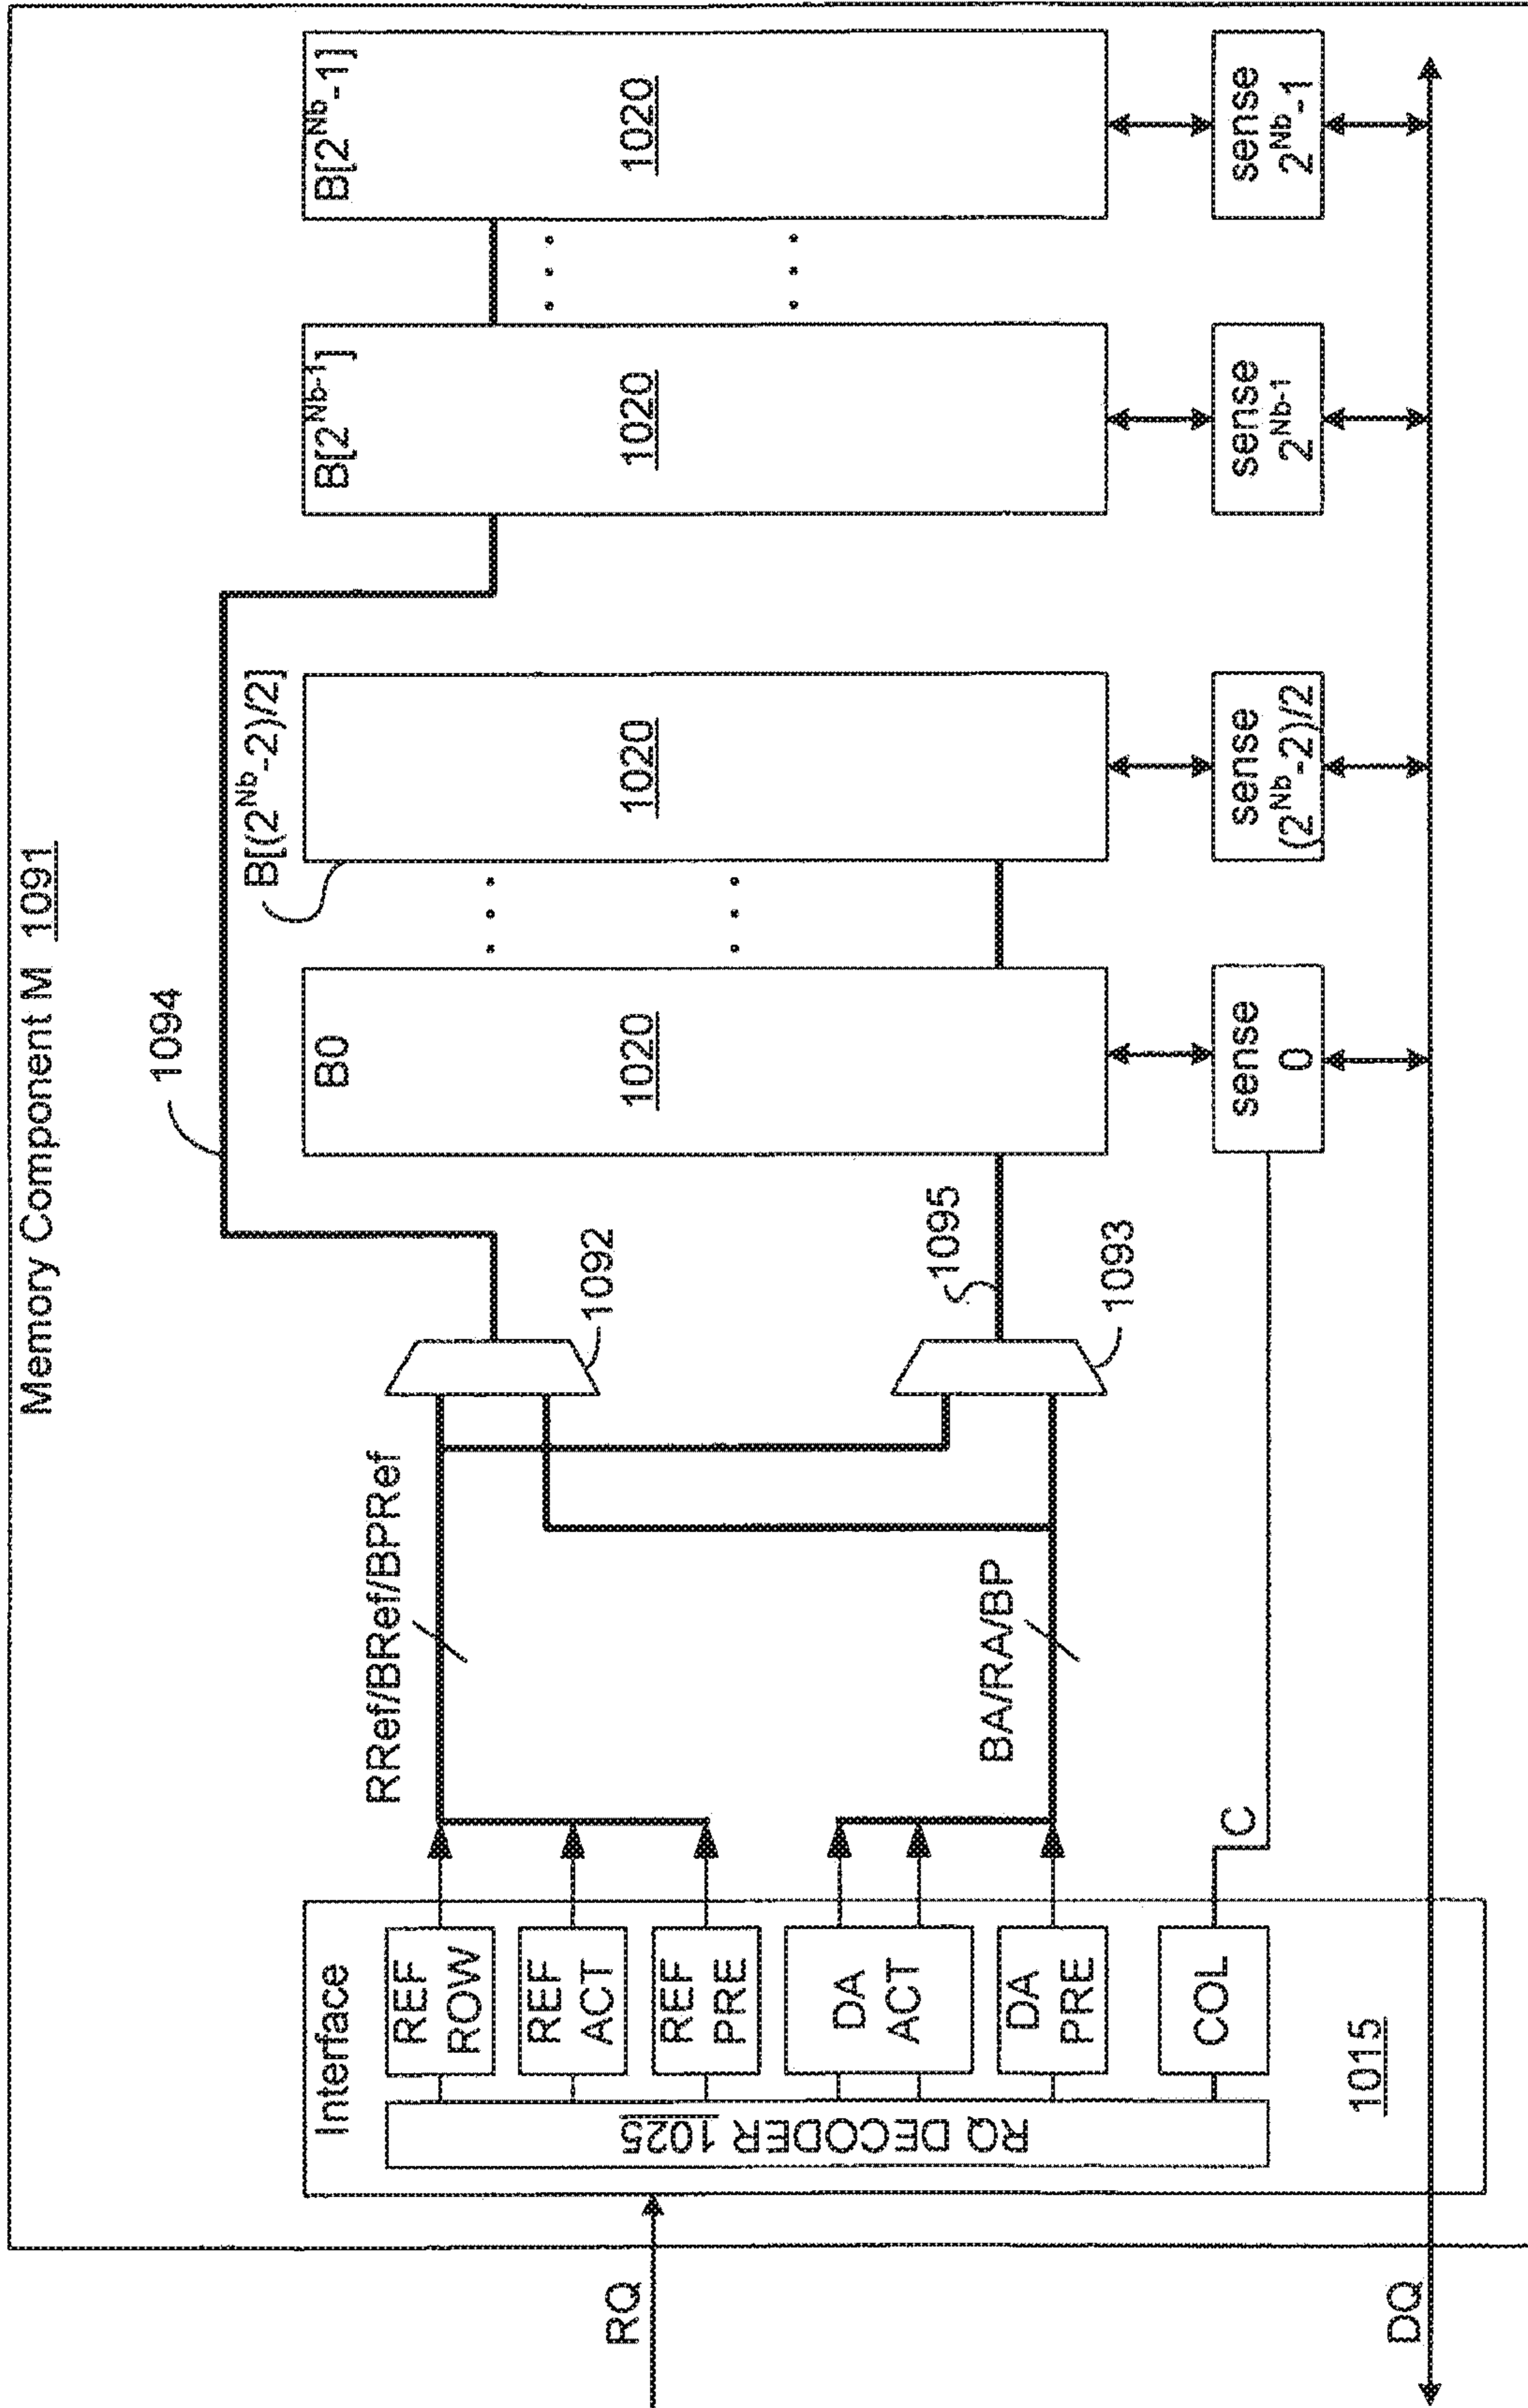 Memory Component M 1091
1094
B[(2^Nb-2)/2]
B0
1020
1020
B[2^Nb-1]
1020
B[2^Nb-1]
1020
Interface
REF ROW
REF ACT
REF PRE
DA ACT
DA PRE
COL
RQ DECODER 1025
1015
RRef/BRef/BPRef
BA/RA/BP
C
1092
1095
1093
sense 0
sense (2^Nb-2)/2
sense 2^Nb-1
sense 2^Nb-1
RQ
DQ